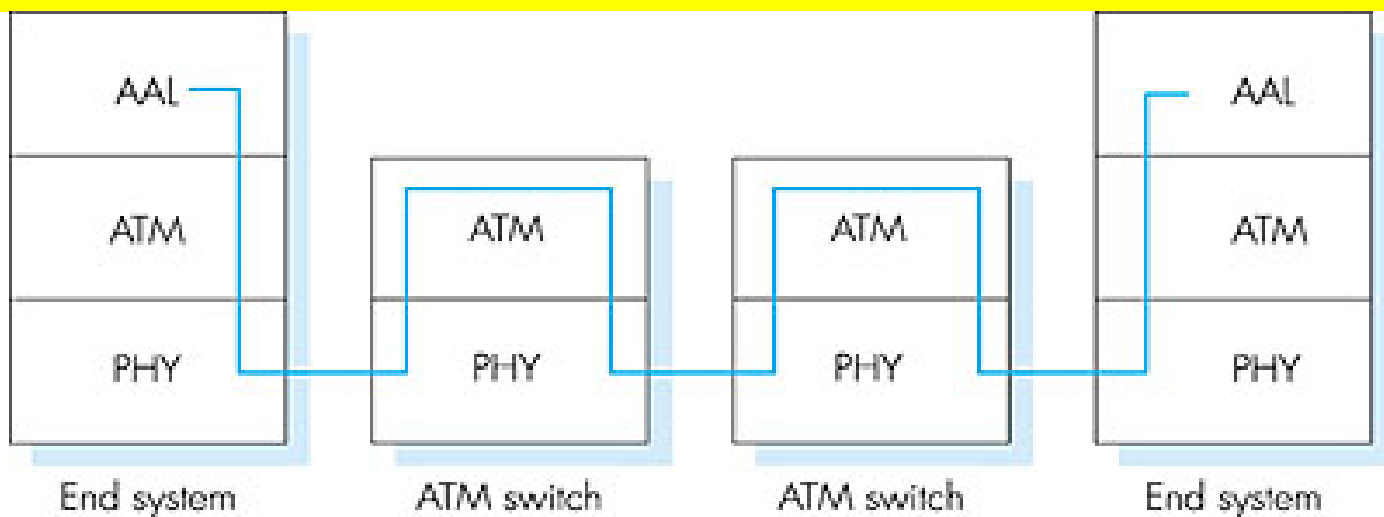 AAL AAL
ATM ATM ATM ATM
PHY PHY PHY PHY
End system ATM switch ATM switch End system